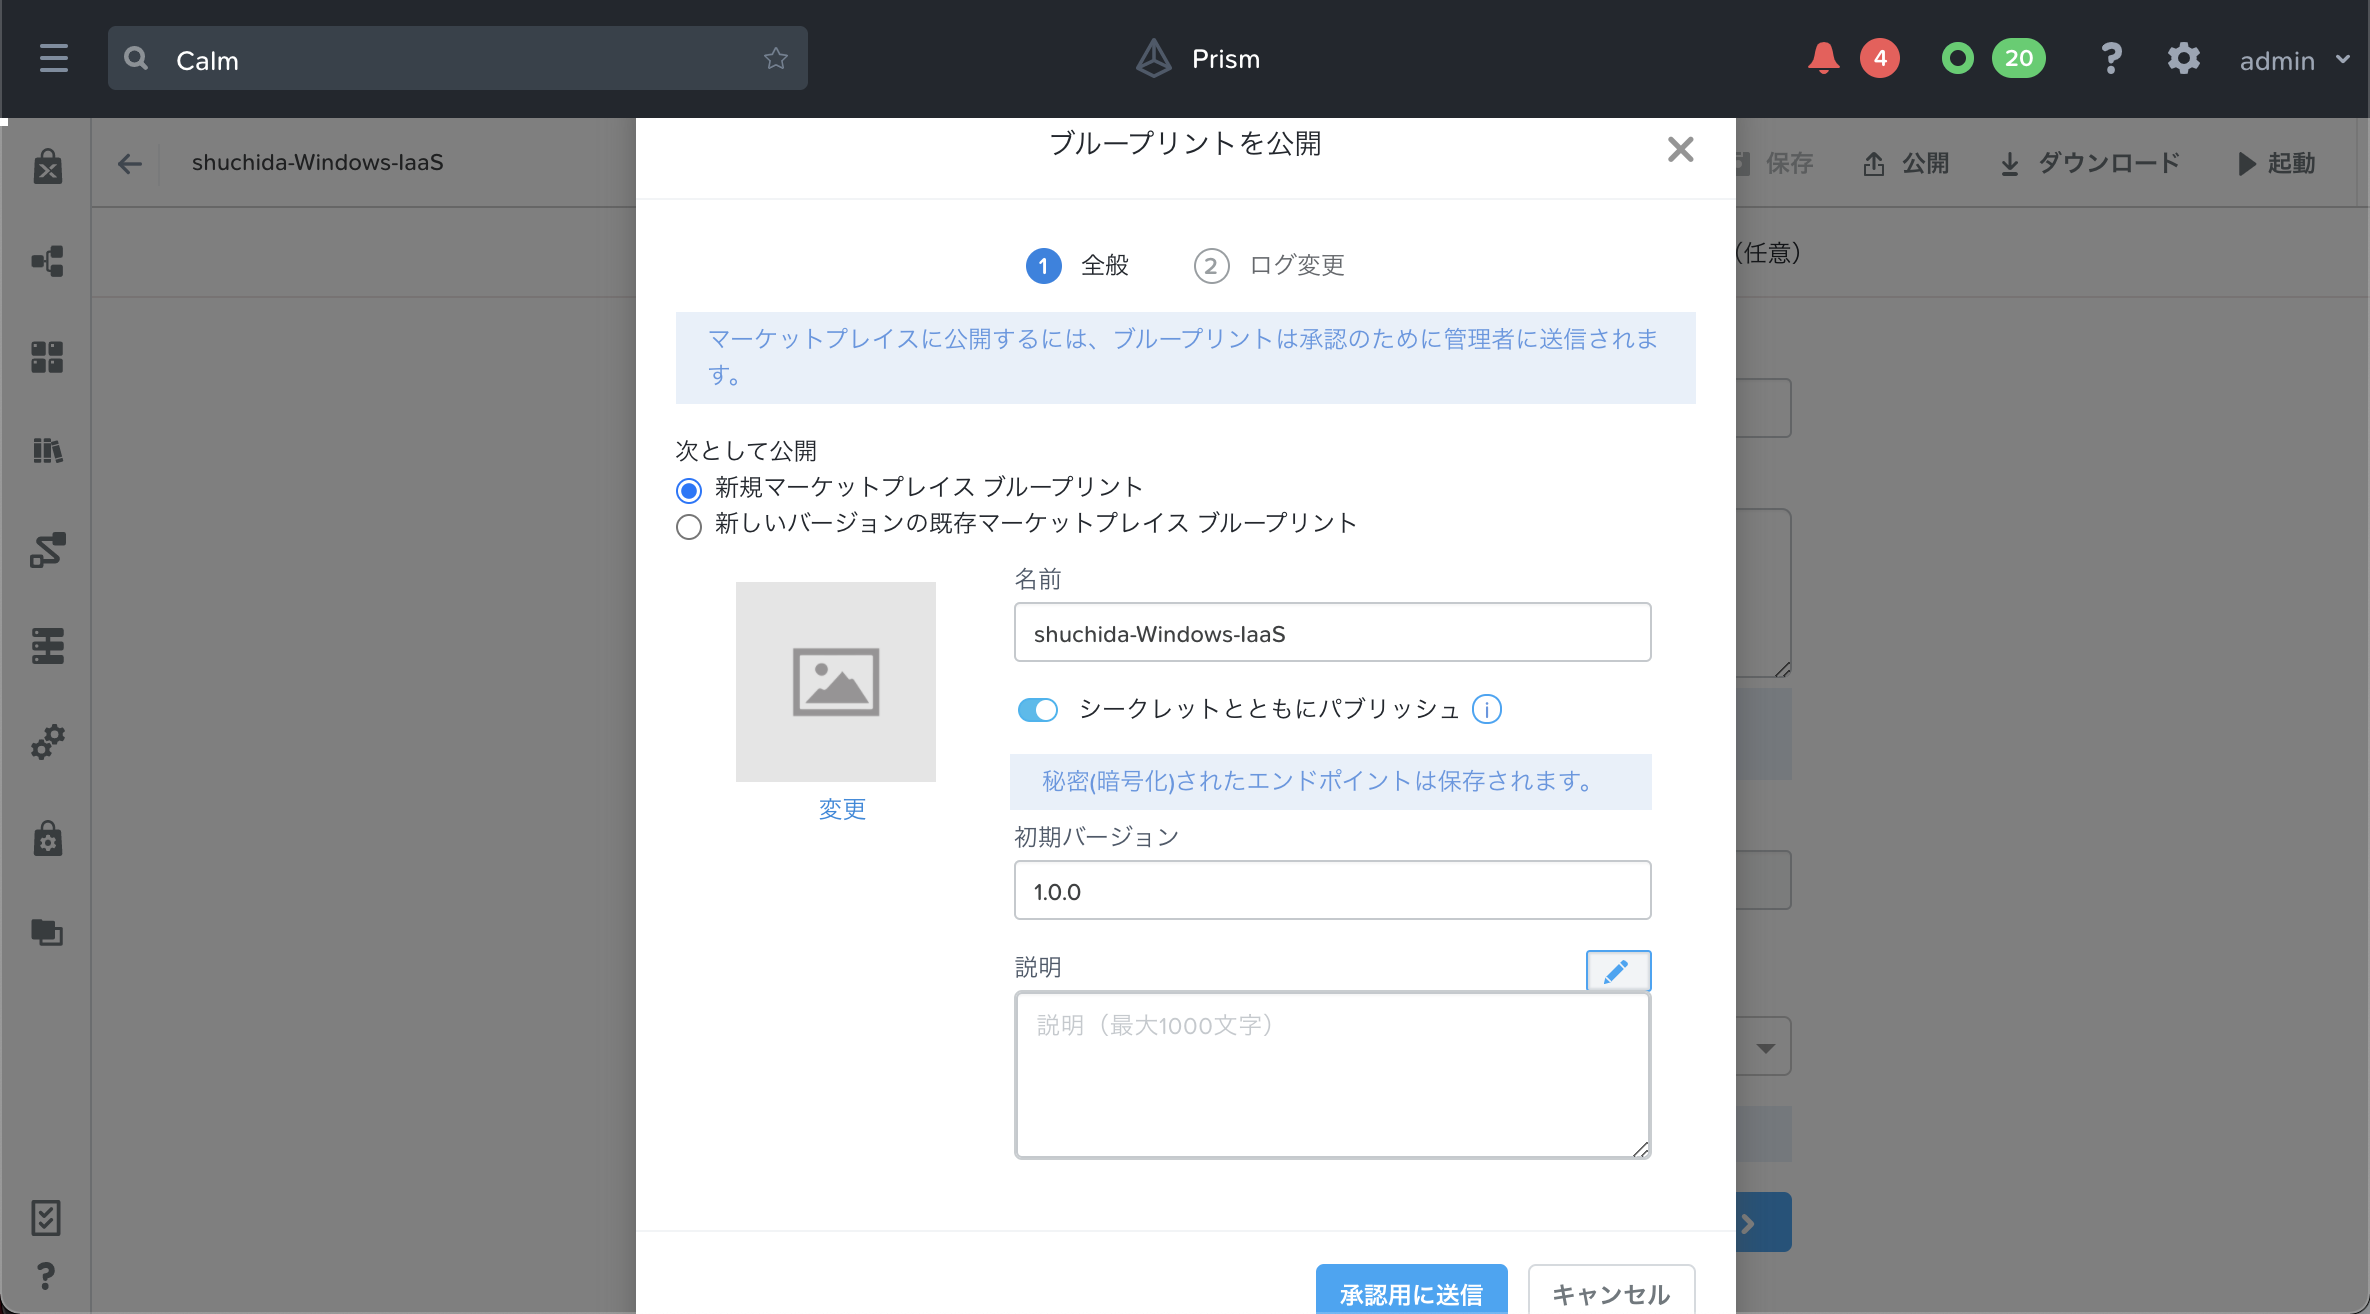 Calm
Prism
4
20
?
admin
shuchida-Windows-IaaS
ブループリントを公開
保存
公開
ダウンロード
起動
1 全般
2 ログ変更
（任意）
マーケットプレイスに公開するには、ブループリントは承認のために管理者に送信されま
す。
次として公開
新規マーケットプレイス ブループリント
新しいバージョンの既存マーケットプレイス ブループリント
名前
shuchida-Windows-IaaS
シークレットとともにパブリッシュ
秘密(暗号化)されたエンドポイントは保存されます。
変更
初期バージョン
1.0.0
説明
説明（最大1000文字）
?
承認用に送信
キャンセル